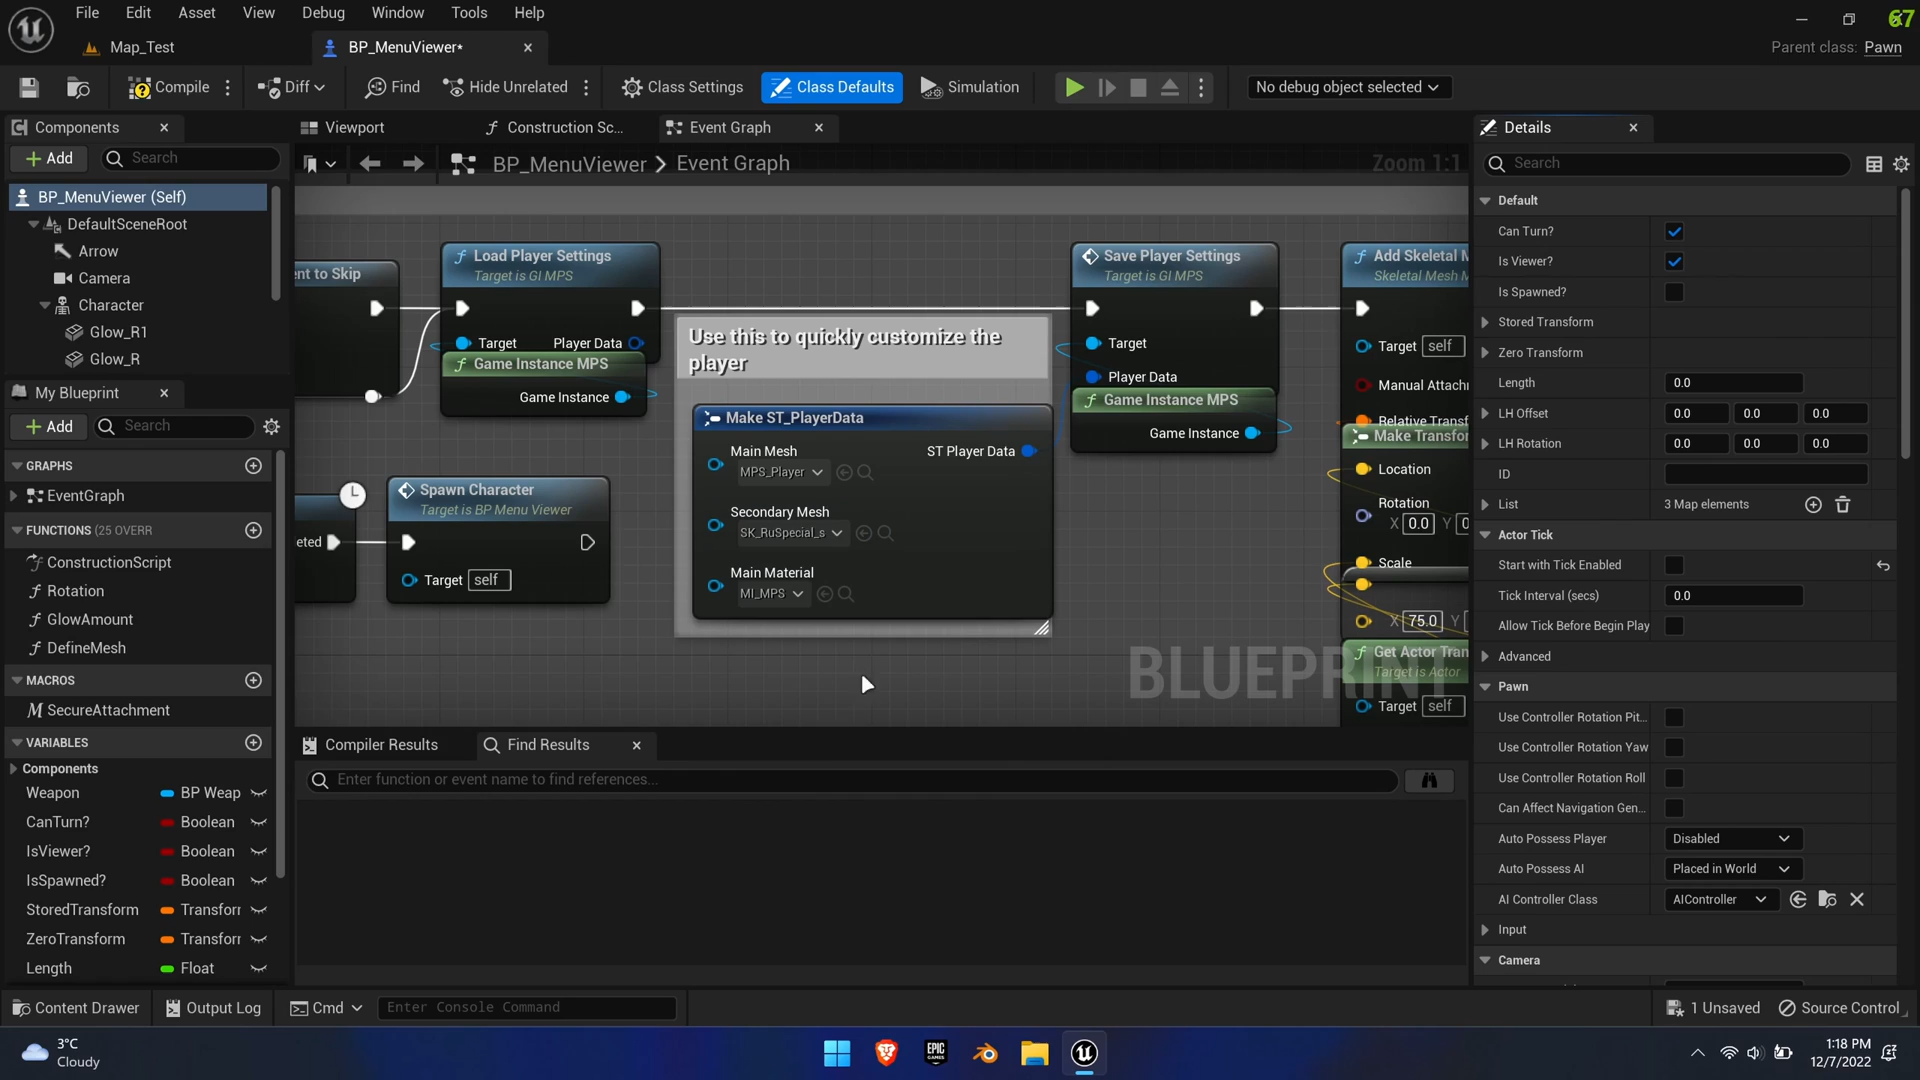 File Edit Asset View Debug Window Tools Help
67
Map_Test
BP_MenuViewer*
Parent class: Pawn
Compile
Diff
Find
Hide Unrelated
Class Settings
Class Defaults
Simulation
No debug object selected
Components
Viewport
Construction Sc...
Event Graph
Details
Add
Search
BP_MenuViewer > Event Graph
Zoom 1:1
Search
BP_MenuViewer (Self)
DefaultSceneRoot
Arrow
Camera
Character
Glow_R1
Glow_R
My Blueprint
Add
Search
GRAPHS
EventGraph
FUNCTIONS (25 OVERR
ConstructionScript
Rotation
GlowAmount
DefineMesh
MACROS
SecureAttachment
VARIABLES
Components
Weapon BP Weap
CanTurn? Boolean
IsViewer? Boolean
IsSpawned? Boolean
StoredTransform Transforr
ZeroTransform Transforr
Length Float
nt to Skip
Load Player Settings
Target is GI MPS
Target Player Data
Game Instance MPS
Game Instance
eted
Spawn Character
Target is BP Menu Viewer
Target self
Use this to quickly customize the
player
Make ST_PlayerData
Main Mesh
ST Player Data
MPS_Player
Secondary Mesh
SK_RuSpecial_s
Main Material
MI_MPS
Save Player Settings
Target is GI MPS
Target
Player Data
Game Instance MPS
Game Instance
Add Skeletal M
Skeletal Mesh M
Target self
Manual Attachr
Relative Transf
Make Transfor
Location
Rotation
X 0.0 Y 0
Scale
X 75.0 Y
Get Actor Tran
Target is Actor
Target self
BLUEPRINT
Compiler Results
Find Results
Enter function or event name to find references...
Default
Can Turn?
Is Viewer?
Is Spawned?
Stored Transform
Zero Transform
Length 0.0
LH Offset 0.0 0.0 0.0
LH Rotation 0.0 0.0 0.0
ID
List 3 Map elements
Actor Tick
Start with Tick Enabled
Tick Interval (secs) 0.0
Allow Tick Before Begin Play
Advanced
Pawn
Use Controller Rotation Pit...
Use Controller Rotation Yaw
Use Controller Rotation Roll
Can Affect Navigation Gen...
Auto Possess Player Disabled
Auto Possess AI Placed in World
AI Controller Class AIController
Input
Camera
Content Drawer
Output Log
Cmd
Enter Console Command
1 Unsaved
Source Control
3°C
Cloudy
EPIC
GAMES
1:18 PM
12/7/2022